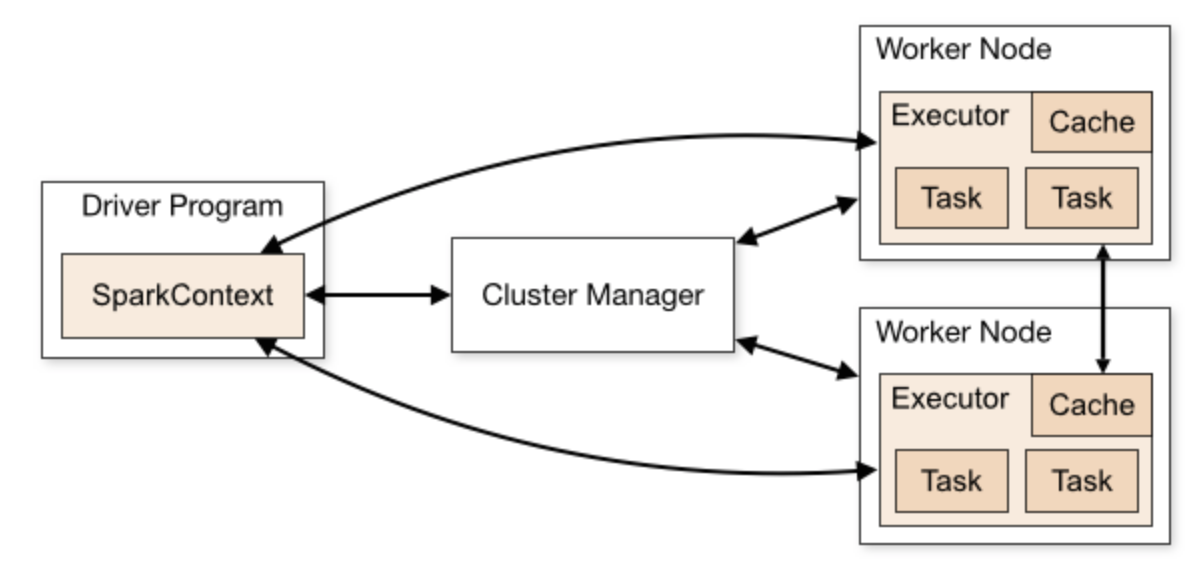 Driver Program
SparkContext
Cluster Manager
Worker Node
Executor
Cache
Task
Task
Worker Node
Executor
Cache
Task
Task